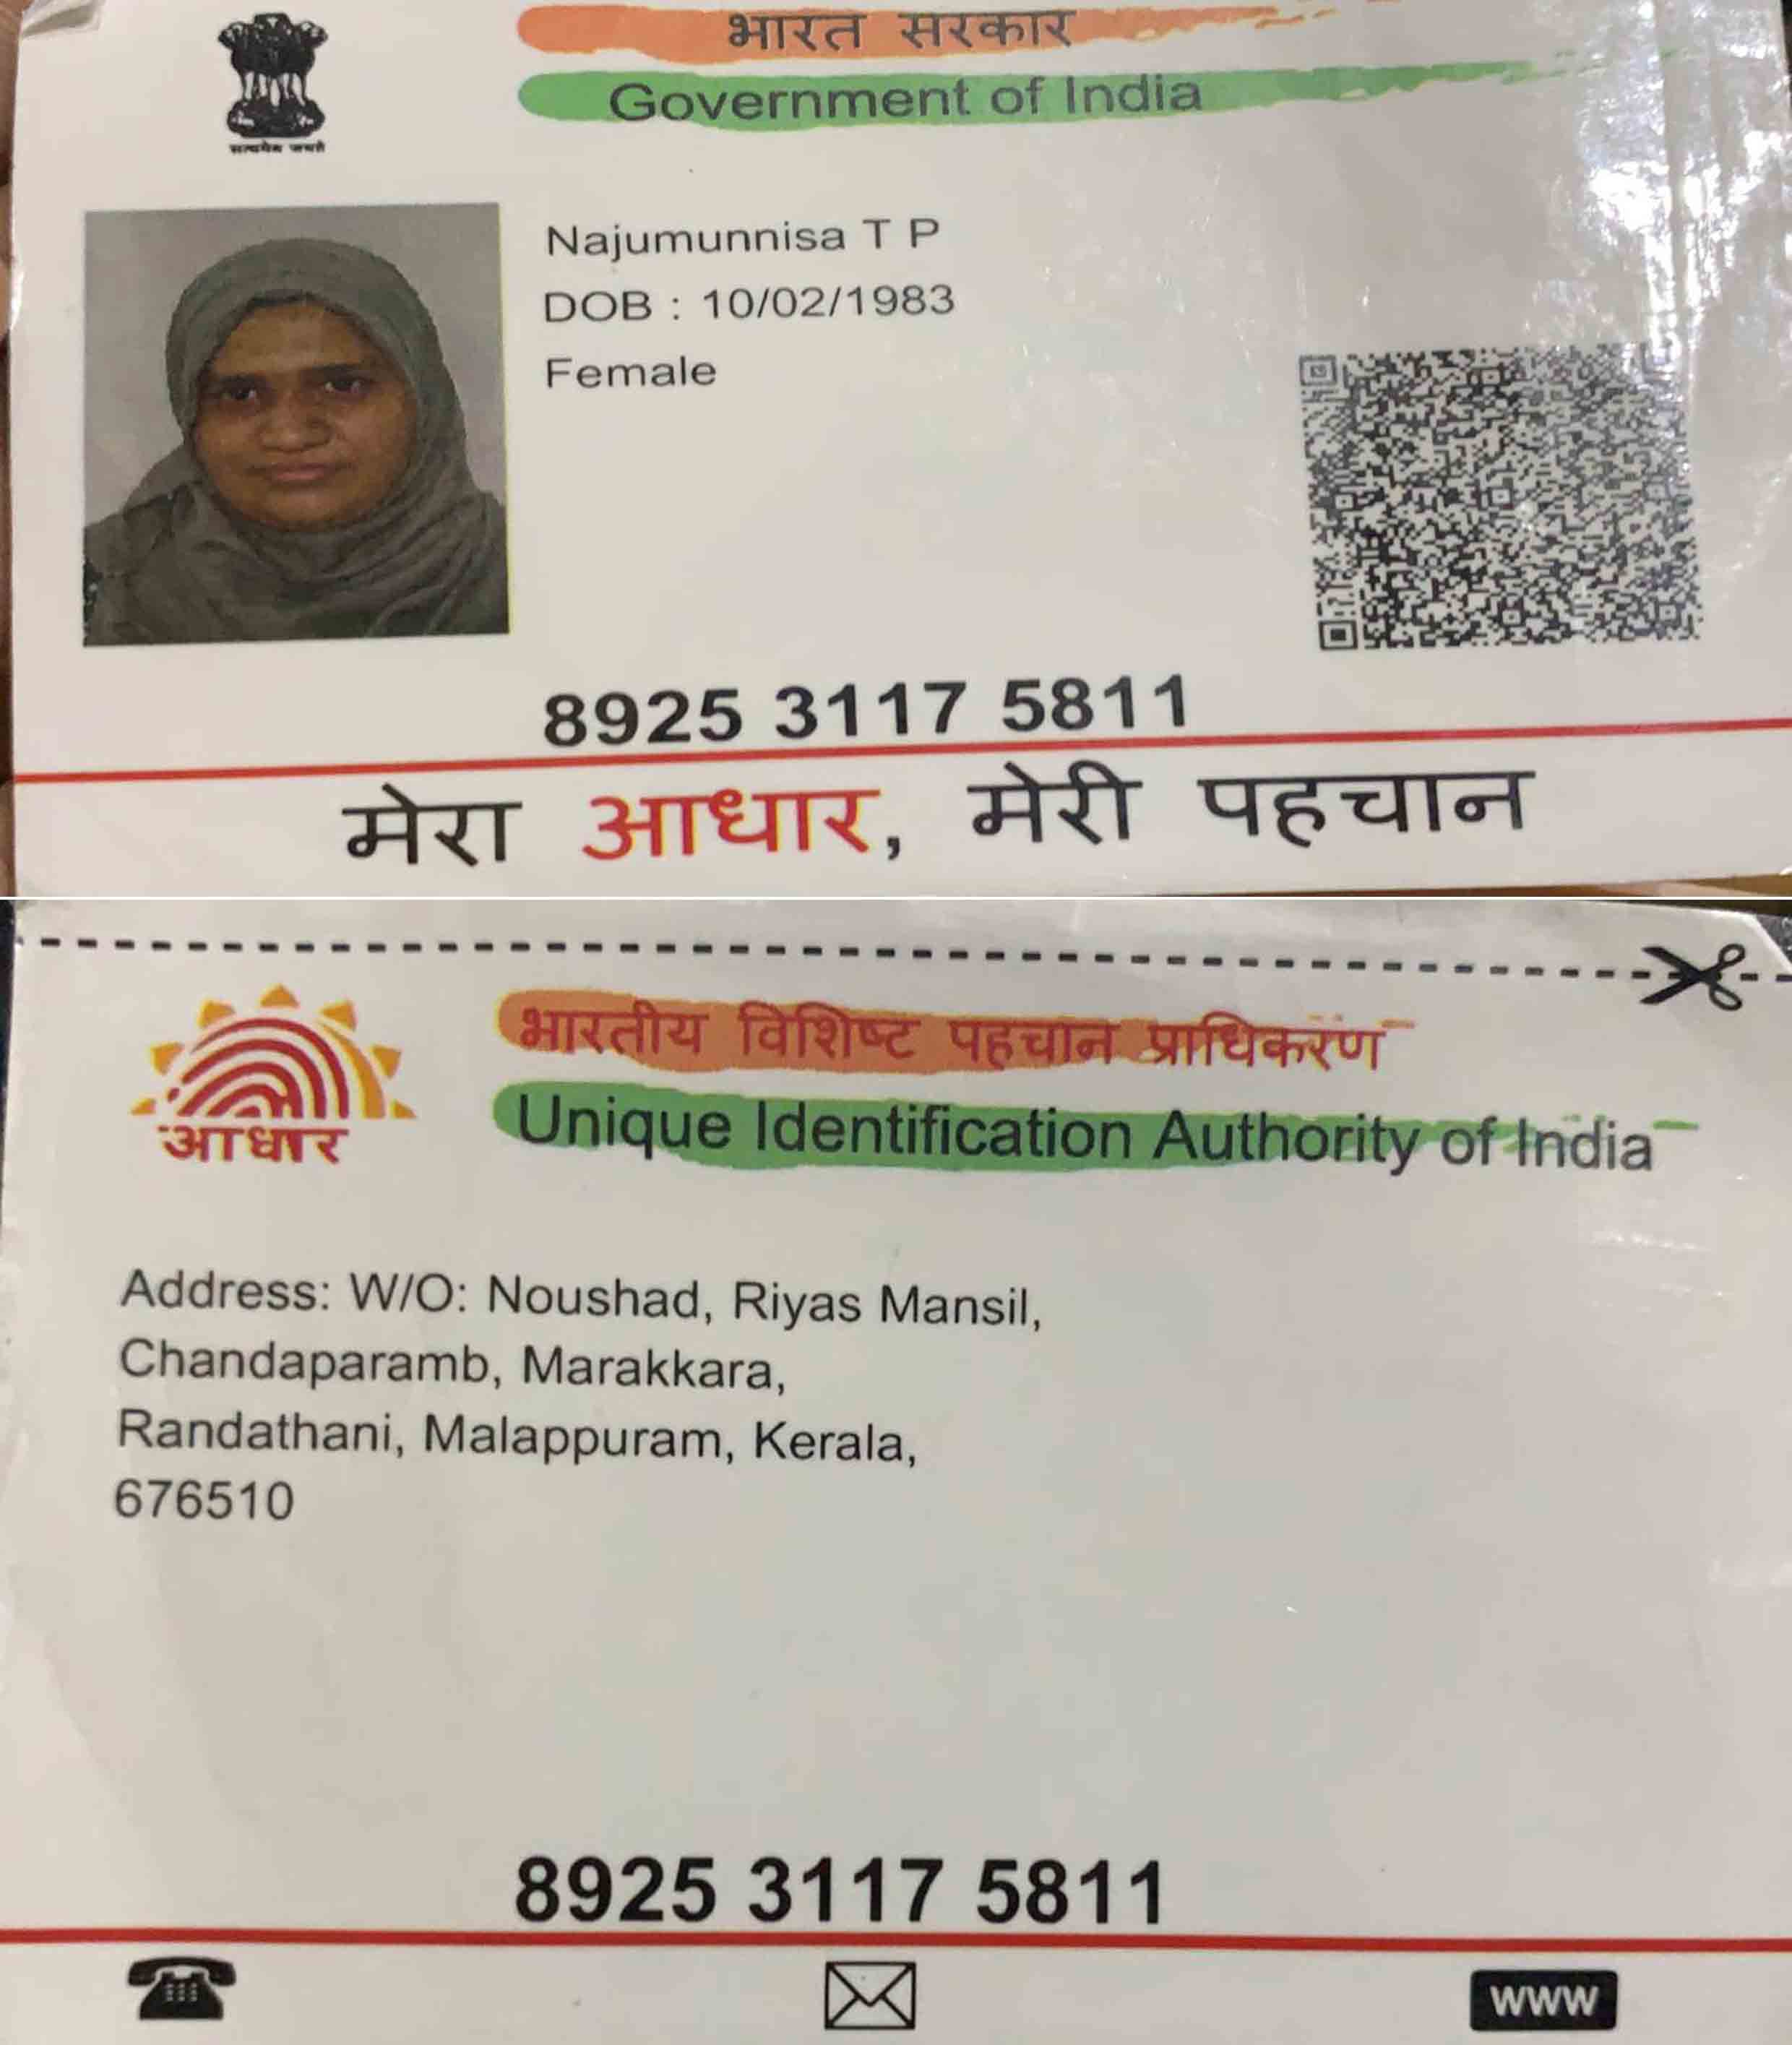 भारत सरकार
Government of India
सत्यमेव जयते
Najumunnisa T P
DOB : 10/02/1983
Female
8925 3117 5811
मेरा आधार, मेरी पहचान
भारतीय विशिष्ट पहचान प्राधिकरण
Unique Identification Authority of India
आधार
Address: W/O: Noushad, Riyas Mansil,
Chandaparamb, Marakkara,
Randathani, Malappuram, Kerala,
676510
8925 3117 5811
www